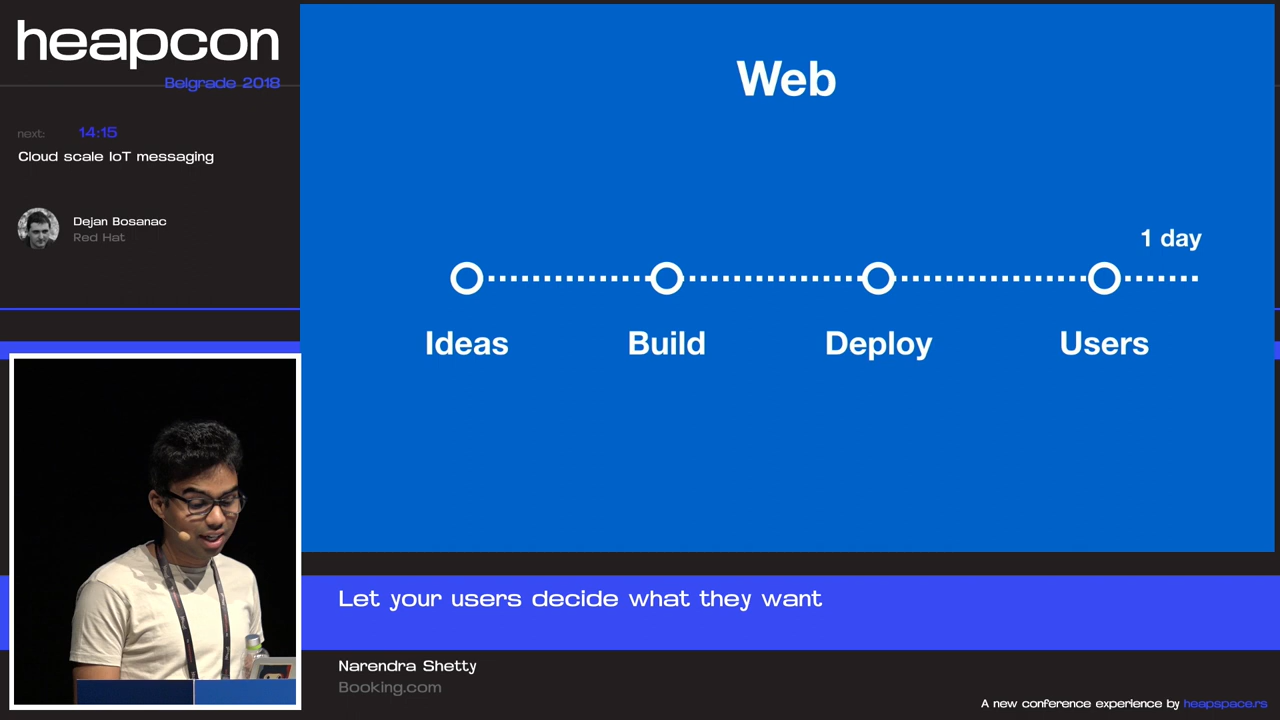 heapcon
Belgrade 2018
next: 14:15
Cloud scale IoT messaging
Dejan Bosanac
Red Hat
Web
1 day
Ideas Build Deploy Users
Let your users decide what they want
Narendra Shetty
Booking.com
A new conference experience by heapspace.rs